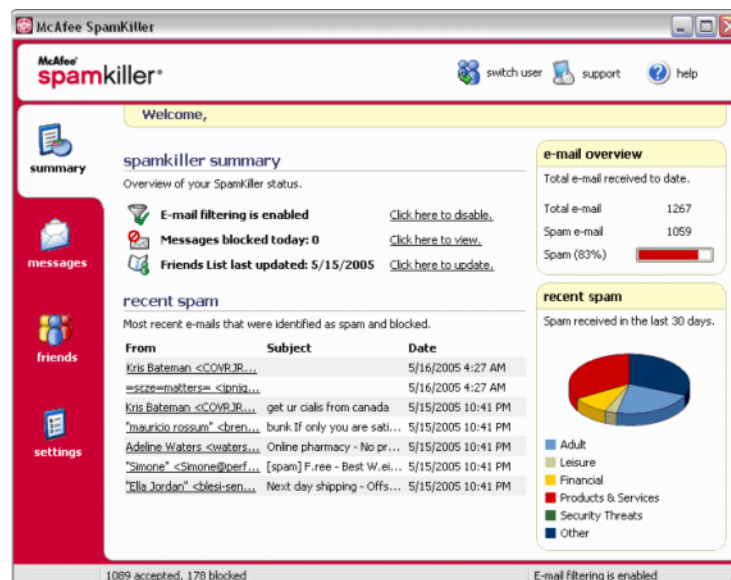 McAfee SpamKiller
McAfee®
spamkiller®
switch user
support
help
Welcome,
summary
messages
friends
settings
spamkiller summary
Overview of your SpamKiller status.
E-mail filtering is enabled Click here to disable.
Messages blocked today: 0 Click here to view.
Friends List last updated: 5/15/2005 Click here to update.
recent spam
Most recent e-mails that were identified as spam and blocked.
From Subject Date
Kris Bateman <COVRJR... 5/16/2005 4:27 AM
=scze=matters= <jpnig... 5/16/2005 4:27 AM
Kris Bateman <COVRJR... get ur cialis from canada 5/15/2005 10:41 PM
"mauricio rossum" <bren... bunk If only you are sati... 5/15/2005 10:41 PM
Adeline Waters <waters... Online pharmacy - No pr... 5/15/2005 10:41 PM
"Simone" <Simone@perf... [spam] F.ree - Best W.ei... 5/15/2005 10:41 PM
"Ella Jordan" <blesi-sen... Next day shipping - Offs... 5/15/2005 10:41 PM
e-mail overview
Total e-mail received to date.
Total e-mail 1267
Spam e-mail 1059
Spam (83%)
recent spam
Spam received in the last 30 days.
Adult
Leisure
Financial
Products & Services
Security Threats
Other
1089 accepted, 178 blocked
E-mail filtering is enabled